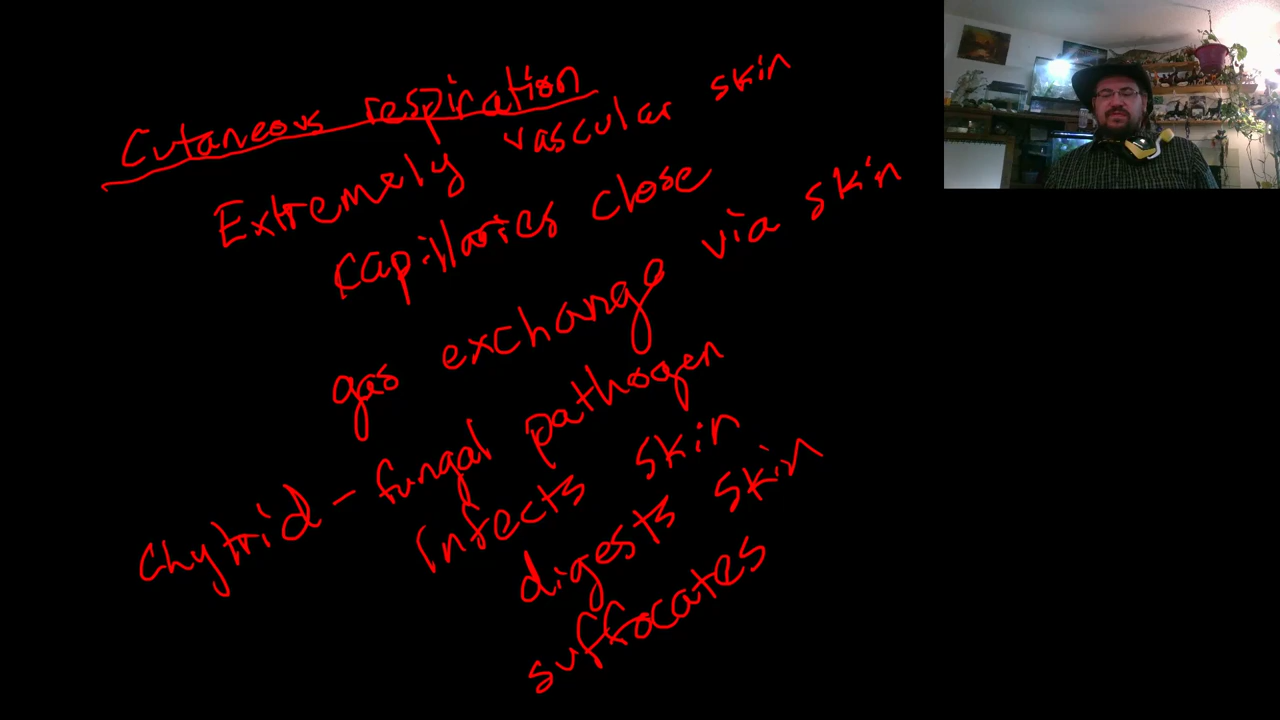 Cutaneous respiration
Extremely vascular skin
Capillaries close
gas exchange via skin
Chytrid - fungal pathogen
infects skin
digests skin
suffocates